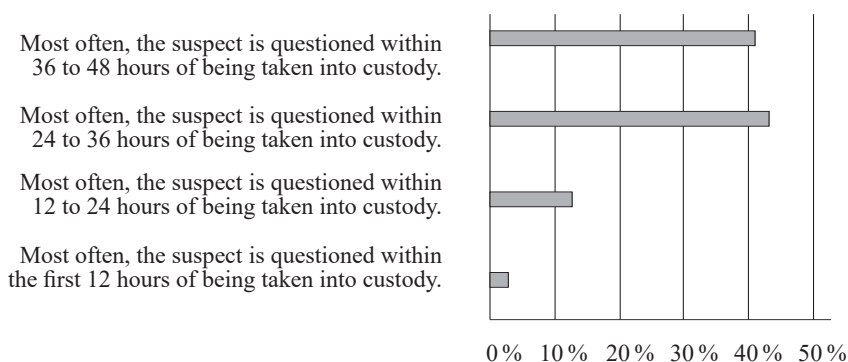 Most often, the suspect is questioned within
36 to 48 hours of being taken into custody.
Most often, the suspect is questioned within
24 to 36 hours of being taken into custody.
Most often, the suspect is questioned within
12 to 24 hours of being taken into custody.
Most often, the suspect is questioned within
the first 12 hours of being taken into custody.
0 % 10 % 20 % 30 % 40 % 50 %